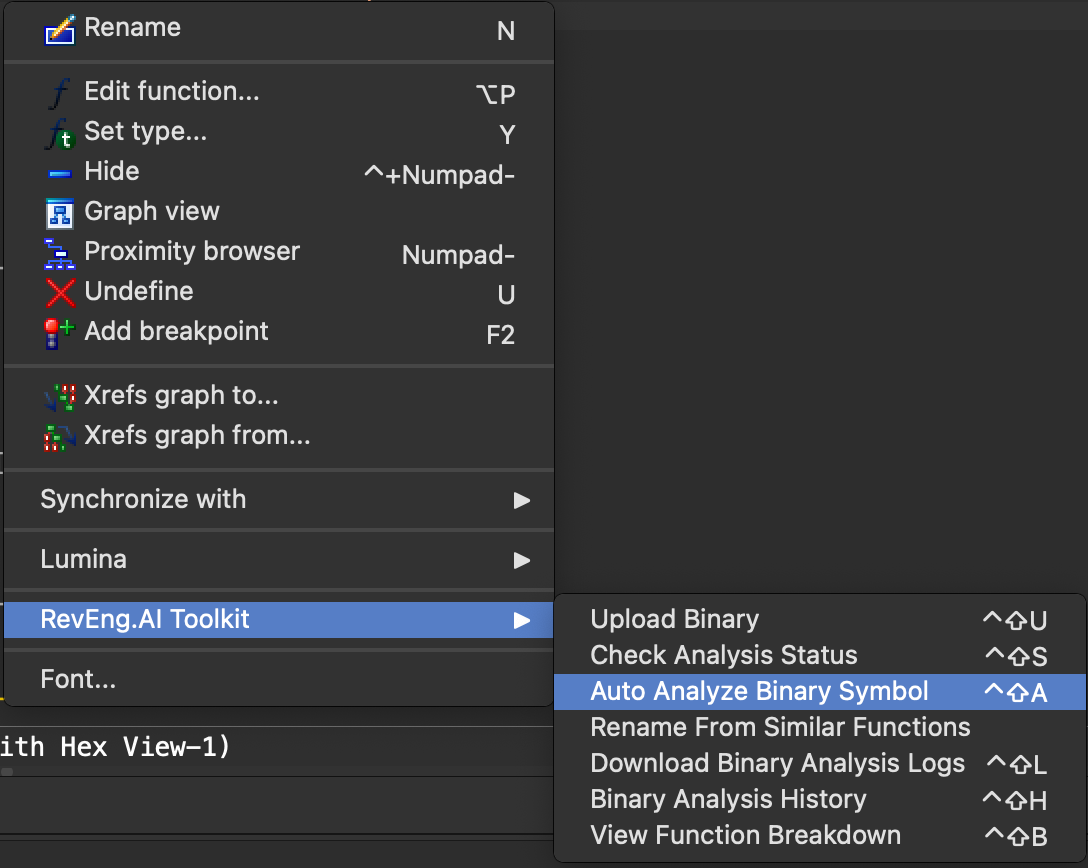 Rename N
Edit function... ⌥P
Set type... Y
Hide ^+Numpad-
Graph view
Proximity browser Numpad-
Undefine U
Add breakpoint F2
Xrefs graph to...
Xrefs graph from...
Synchronize with ▶
Lumina ▶
RevEng.AI Toolkit ▶
Font...
Upload Binary ^⇧U
Check Analysis Status ^⇧S
Auto Analyze Binary Symbol ^⇧A
Rename From Similar Functions
Download Binary Analysis Logs ^⇧L
Binary Analysis History ^⇧H
View Function Breakdown ^⇧B
ith Hex View-1)